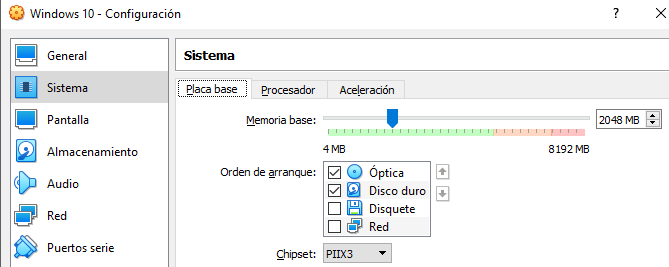 Windows 10 - Configuración
General
Sistema
Pantalla
Almacenamiento
Audio
Red
Puertos serie
Sistema
Placa base Procesador Aceleración
Memoria base: 2048 MB
4 MB 8192 MB
Orden de arranque: Óptica
Disco duro
Disquete
Red
Chipset: PIIX3